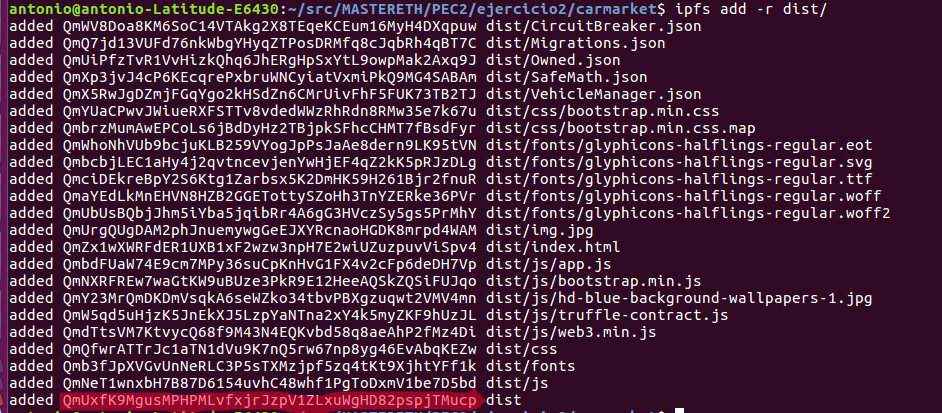 antonio@antonio-Latitude-E6430:~/src/MASTERETH/PEC2/ejercicio2/carmarket$ ipfs add -r dist/
added QmWV8Doa8KM6SoC14VTAkg2X8TEqeKCEum16MyH4DXqpuw dist/CircuitBreaker.json
added QmQ7jd13VUFd76nkWbgYHyqZTPosDRMfq8cJqbRh4qBT7C dist/Migrations.json
added QmUiPfzTvR1VvHizkQhq6JhERgHpSxYtL9owpMak2Axq9J dist/Owned.json
added QmXp3jvJ4cP6KEcqrePxbruWNCyiatVxmiPkQ9MG4SABAm dist/SafeMath.json
added QmX5RwJgDZmjFGqYgo2kHSdZn6CMrUivFhF5FUK73TB2TJ dist/VehicleManager.json
added QmYUaCPwvJWiueRXFSTTv8vdedWWzRhRdn8RMw35e7k67u dist/css/bootstrap.min.css
added QmbrzMumAwEPCoLs6jBdDyHz2TBjpkSFhcCHMT7fBsdFyr dist/css/bootstrap.min.css.map
added QmWhoNhVUb9bcjuKLB259VYogJpPsJaAe8dern9LK95tVN dist/fonts/glyphicons-halflings-regular.eot
added QmbcbjLEC1aHy4j2qvtncevjenYwHjEF4qZ2kK5pRJzDLg dist/fonts/glyphicons-halflings-regular.svg
added QmciDEkreBpY2S6Ktg1Zarbsx5K2DmHK59H261Bjr2fnuR dist/fonts/glyphicons-halflings-regular.ttf
added QmaYEdLkMnEHVN8HZB2GGETottySZoHh3TnYZERke36PVr dist/fonts/glyphicons-halflings-regular.woff
added QmUbUsBQbjJhm5iYba5jqibRr4A6gG3HVczSy5gs5PrMhY dist/fonts/glyphicons-halflings-regular.woff2
added QmUrgQUgDAM2phJnuemywgGeEJXYRcnaoHGDK8mrpd4WAM dist/img.jpg
added QmZx1wXWRFdER1UXB1xF2wzw3npH7E2wiUZuzpuvViSpv4 dist/index.html
added QmbdFUaW74E9cm7MPy36suCpKnHvG1FX4v2cFp6deDH7Vp dist/js/app.js
added QmNXRFREw7waGtKW9uBUze3PkR9E12HeeAQSkZQSiFUJqo dist/js/bootstrap.min.js
added QmY23MrQmDKDmVsqkA6seWZko34tbvPBXgzuqwt2VMV4mn dist/js/hd-blue-background-wallpapers-1.jpg
added QmW5qd5uHjzK5JnEkXJ5LzpYaNTna2xY4k5myZKF9hUzJL dist/js/truffle-contract.js
added QmdTtsVM7KtvycQ68f9M43N4EQKvbd58q8aeAhP2fMz4Di dist/js/web3.min.js
added QmQfwrATTrJc1aTN1dVu9K7nQ5rw67np8yg46EvAbqKEZw dist/css
added Qmb3fJpXVGvUnNeRLC3P5sTXMzjpf5zq4tKt9XjhtYFf1k dist/fonts
added QmNeT1wnxbH7B87D6154uvhC48whf1PgToDxmV1be7D5bd dist/js
added QmUxfK9MgusMPHPMLvfxjrJzpV1ZLxuWgHD82pspjTMucp dist